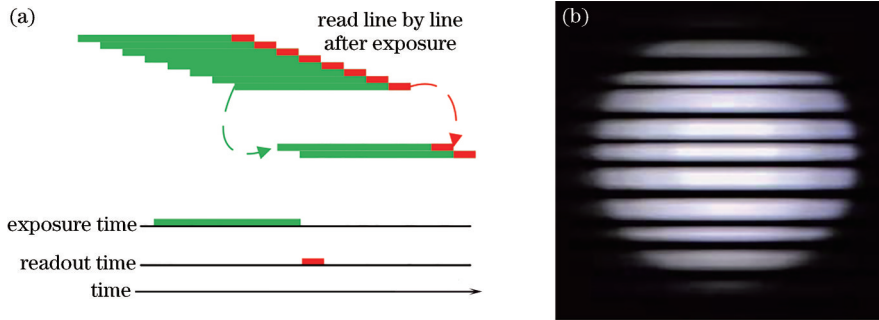 (a)
read line by line
after exposure
exposure time
readout time
time
(b)